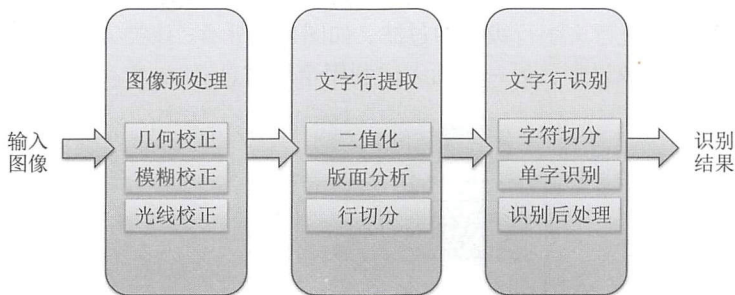 输入
图像
图像预处理
几何校正
模糊校正
光线校正
文字行提取
二值化
版面分析
行切分
文字行识别
字符切分
单字识别
识别后处理
识别
结果